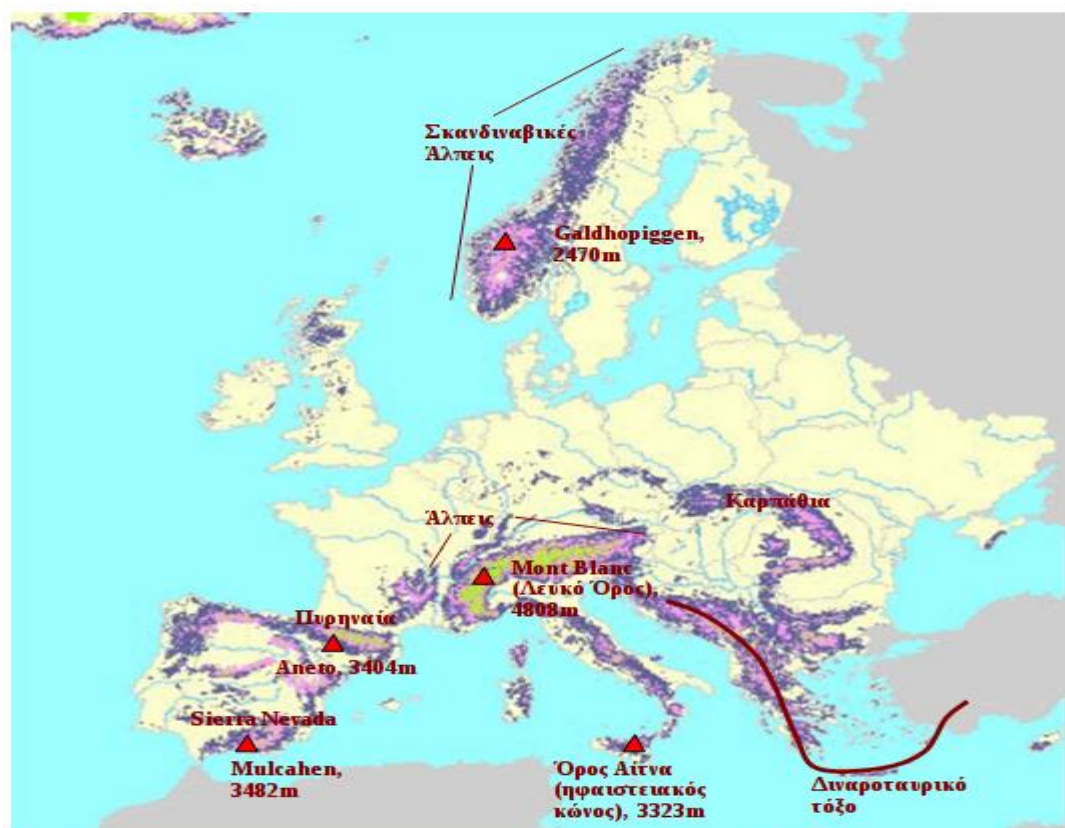 Σκανδιναβικές
Άλπεις
Galdhopiggen,
2470m
Καρπάθια
Άλπεις
Mont Blanc
(Λευκό Όρος),
4808m
Πυρηναία
Aneto, 3404m
Sierra Nevada
Mulcahen,
3482m
Όρος Αίτνα
(ηφαιστειακός
κώνος), 3323m
Διναροταυρικό
τόξο